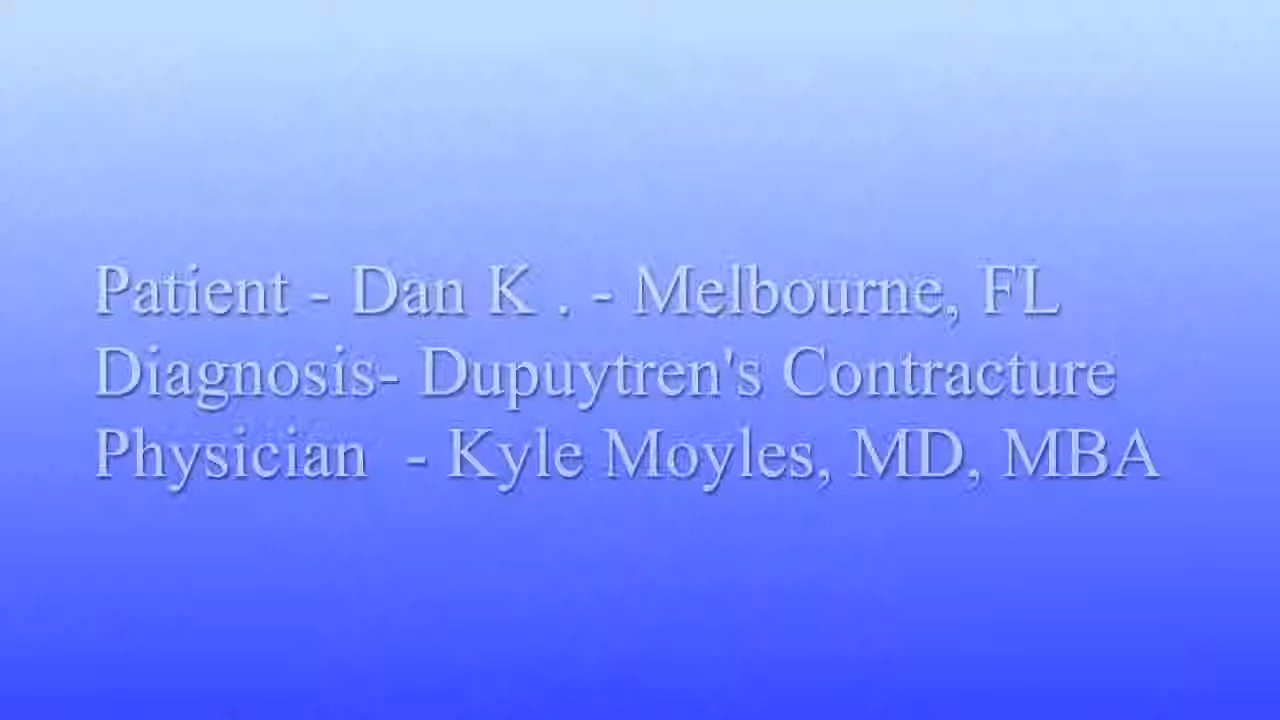 Patient - Dan K . - Melbourne, FL
Diagnosis- Dupuytren's Contracture
Physician  - Kyle Moyles, MD, MBA